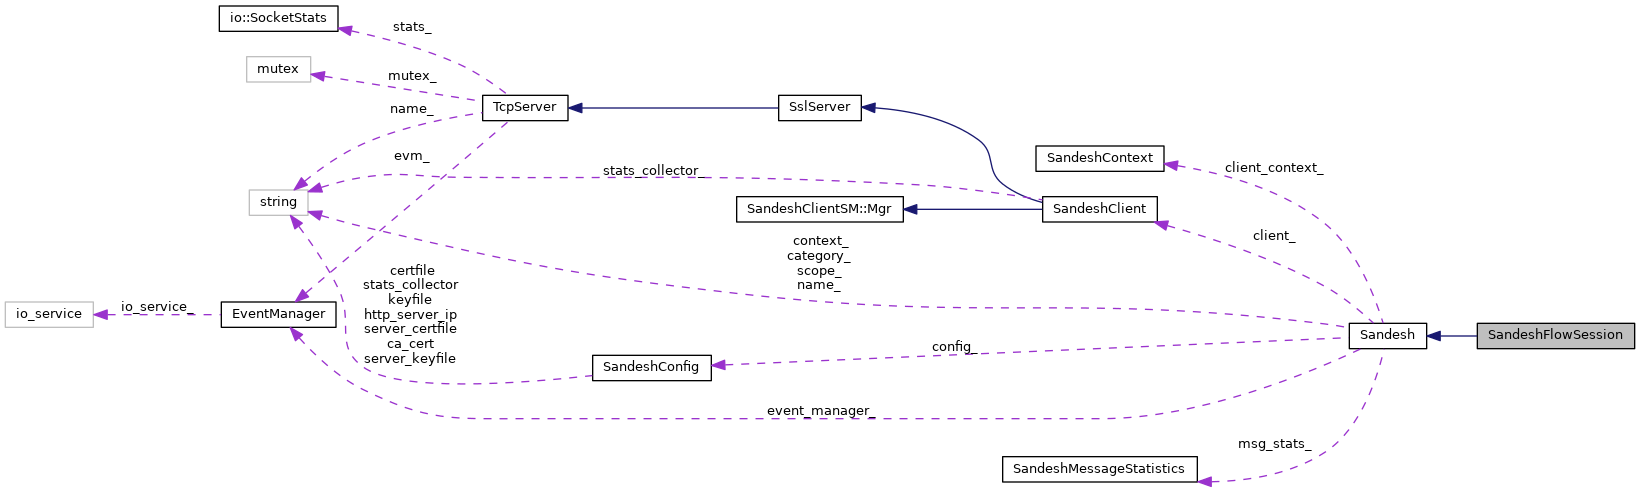 io::SocketStats
stats_
mutex
mutex_
TcpServer
SslServer
name_
evm_
SandeshContext
client_context_
stats_collector_
string
SandeshClientSM::Mgr
SandeshClient
client_
context_
category_
scope_
name_
certfile
stats_collector
keyfile
http_server_ip
server_certfile
ca_cert
server_keyfile
io_service
io_service_
EventManager
Sandesh
SandeshFlowSession
config_
SandeshConfig
event_manager_
msg_stats_
SandeshMessageStatistics